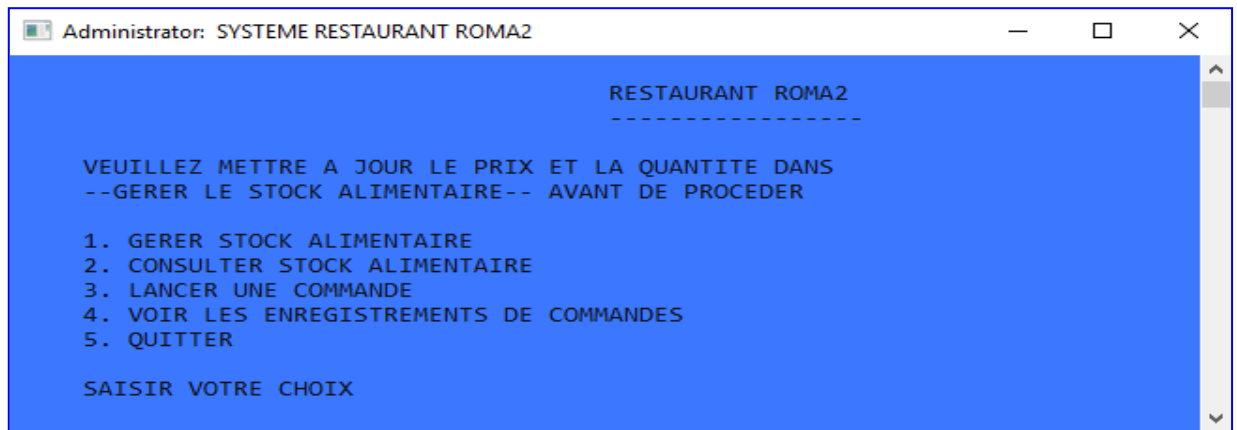 Administrator: SYSTEME RESTAURANT ROMA2
RESTAURANT ROMA2
-----------------
VEUILLEZ METTRE A JOUR LE PRIX ET LA QUANTITE DANS
--GERER LE STOCK ALIMENTAIRE-- AVANT DE PROCEDER
1. GERER STOCK ALIMENTAIRE
2. CONSULTER STOCK ALIMENTAIRE
3. LANCER UNE COMMANDE
4. VOIR LES ENREGISTREMENTS DE COMMANDES
5. QUITTER
SAISIR VOTRE CHOIX